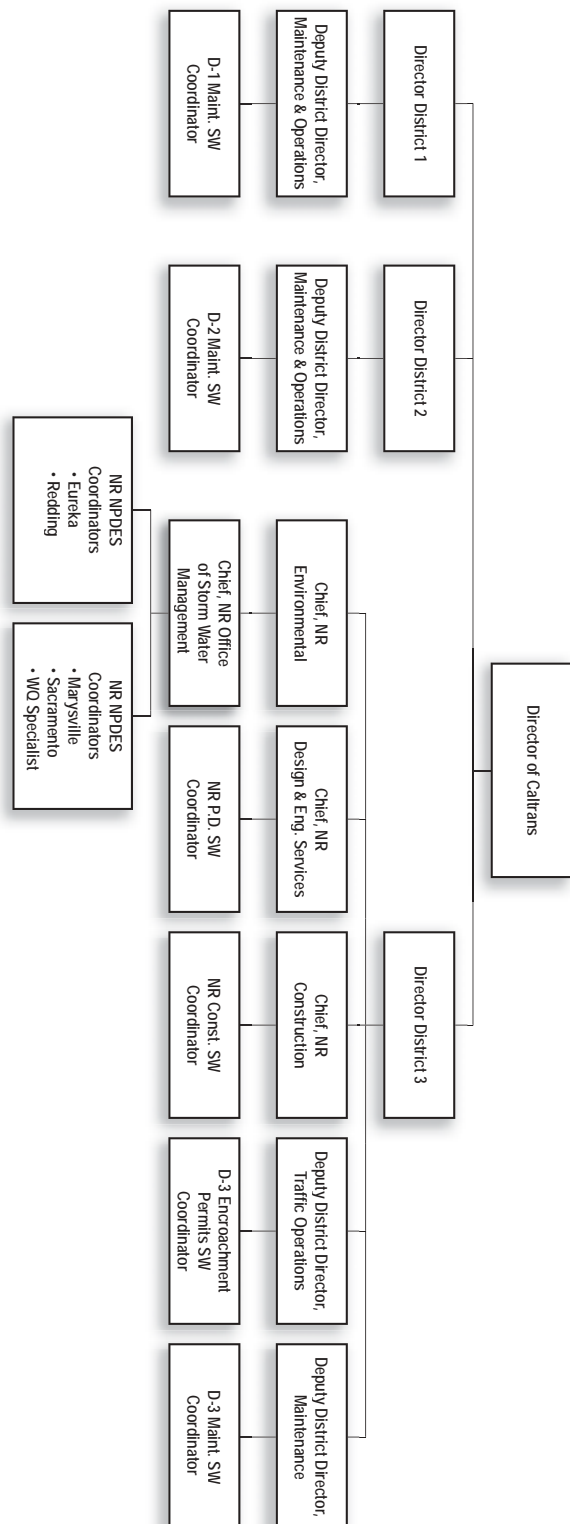 Director of Caltrans
Director District 1
Director District 2
Director District 3
Deputy District Director,
Maintenance & Operations
Deputy District Director,
Maintenance & Operations
Chief, NR
Environmental
Chief, NR
Design & Eng. Services
Chief, NR
Construction
Deputy District Director,
Traffic Operations
Deputy District Director,
Maintenance
D-1 Maint. SW
Coordinator
D-2 Maint. SW
Coordinator
Chief, NR Office
of Storm Water
Management
NR P.D. SW
Coordinator
NR Const. SW
Coordinator
D-3 Encroachment
Permits SW
Coordinator
D-3 Maint. SW
Coordinator
NR NPDES
Coordinators
• Eureka
• Redding
NR NPDES
Coordinators
• Marysville
• Sacramento
• WQ Specialist